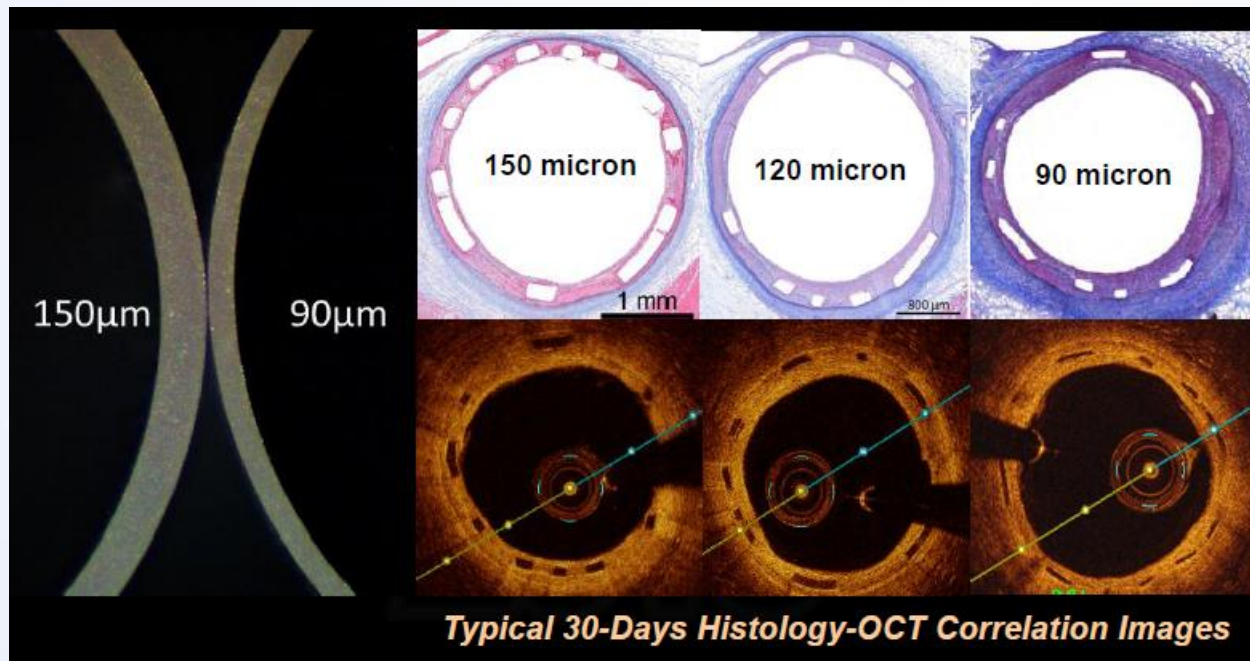 150µm
90µm
150 micron
120 micron
90 micron
1 mm
800 µm
Typical 30-Days Histology-OCT Correlation Images